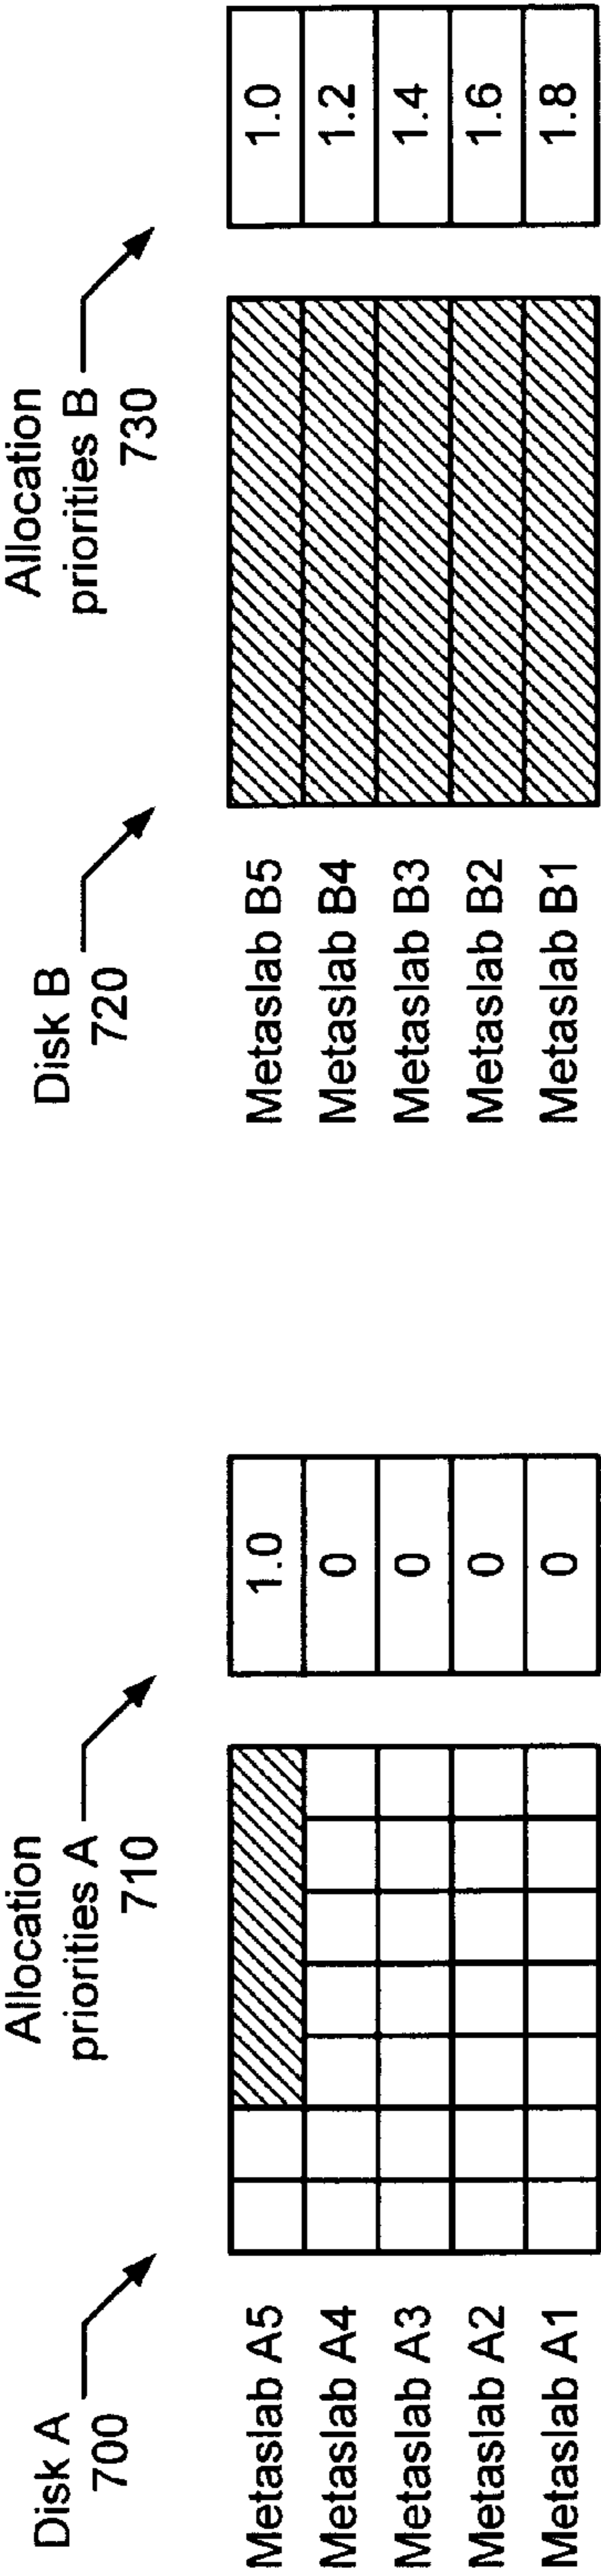 Disk A
700
Allocation
priorities A
710
Metaslab A5
1.0
Metaslab A4
0
Metaslab A3
0
Metaslab A2
0
Metaslab A1
0
Disk B
720
Allocation
priorities B
730
Metaslab B5
1.0
Metaslab B4
1.2
Metaslab B3
1.4
Metaslab B2
1.6
Metaslab B1
1.8